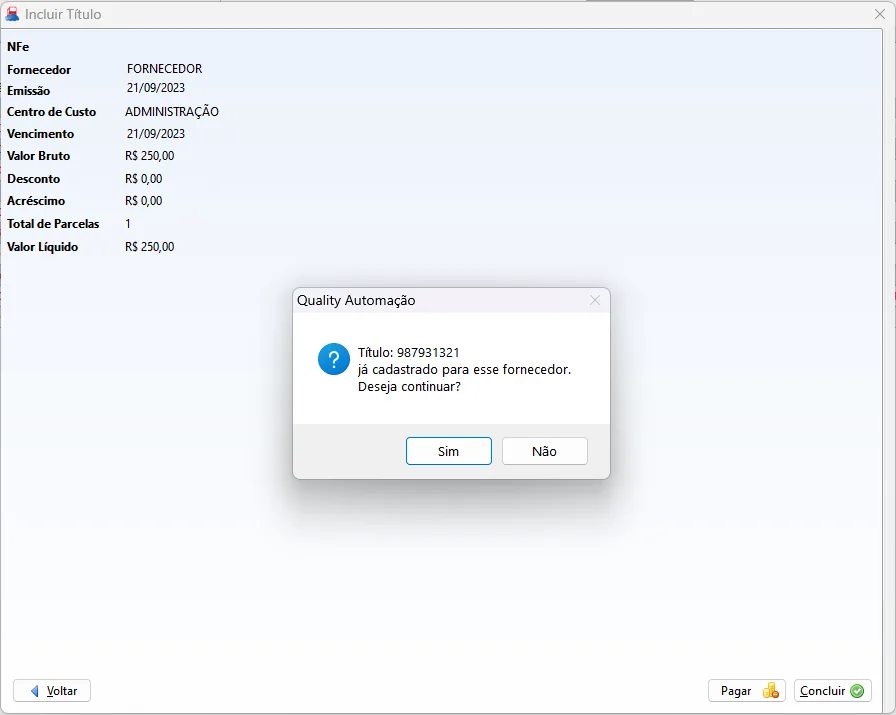 Incluir Título
NFe
Fornecedor FORNECEDOR
Emissão 21/09/2023
Centro de Custo ADMINISTRAÇÃO
Vencimento 21/09/2023
Valor Bruto R$ 250,00
Desconto R$ 0,00
Acréscimo R$ 0,00
Total de Parcelas 1
Valor Líquido R$ 250,00
Quality Automação
Título: 987931321
já cadastrado para esse fornecedor.
Deseja continuar?
Sim Não
Voltar Pagar Concluir